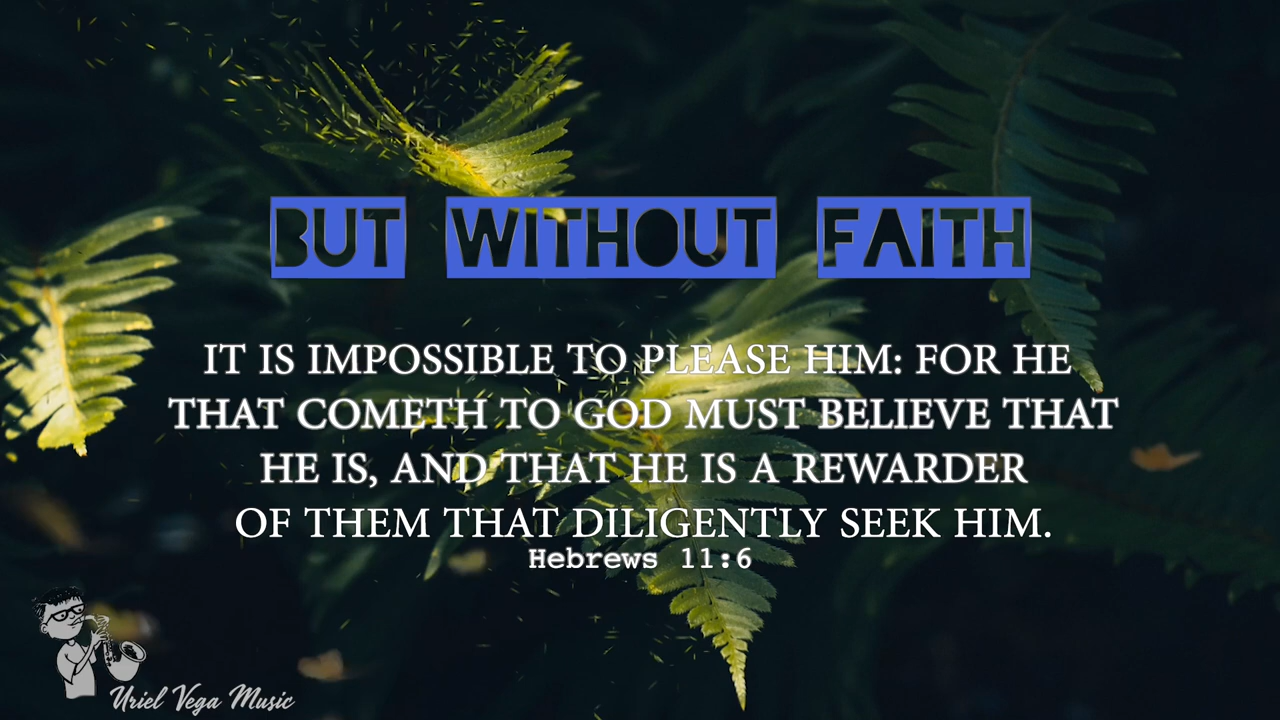 BUT WITHOUT FAITH
IT IS IMPOSSIBLE TO PLEASE HIM: FOR HE
THAT COMETH TO GOD MUST BELIEVE THAT
HE IS, AND THAT HE IS A REWARDER
OF THEM THAT DILIGENTLY SEEK HIM.
Hebrews 11:6
Uriel Vega Music